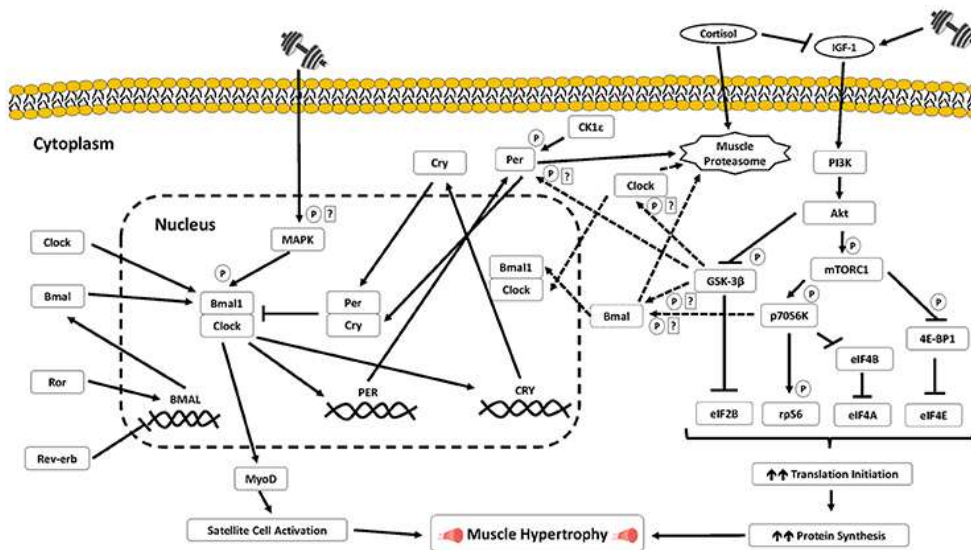 Cortisol
IGF-1
Cytoplasm
CK1ε
P
Cry
Per
Muscle
Proteasome
PI3K
P ?
Clock
P ?
Nucleus
P ?
Akt
Clock
MAPK
P
P
mTORC1
Bmal1
Clock
GSK-3β
P
Bmal
Bmal1
Clock
Per
Cry
P ?
Bmal
P ?
P
p70S6K
P
4E-BP1
eIF4B
Ror
BMAL
PER
CRY
P
eIF2B
rpS6
eIF4A
eIF4E
Rev-erb
MyoD
↑↑ Translation Initiation
Satellite Cell Activation
Muscle Hypertrophy
↑↑ Protein Synthesis